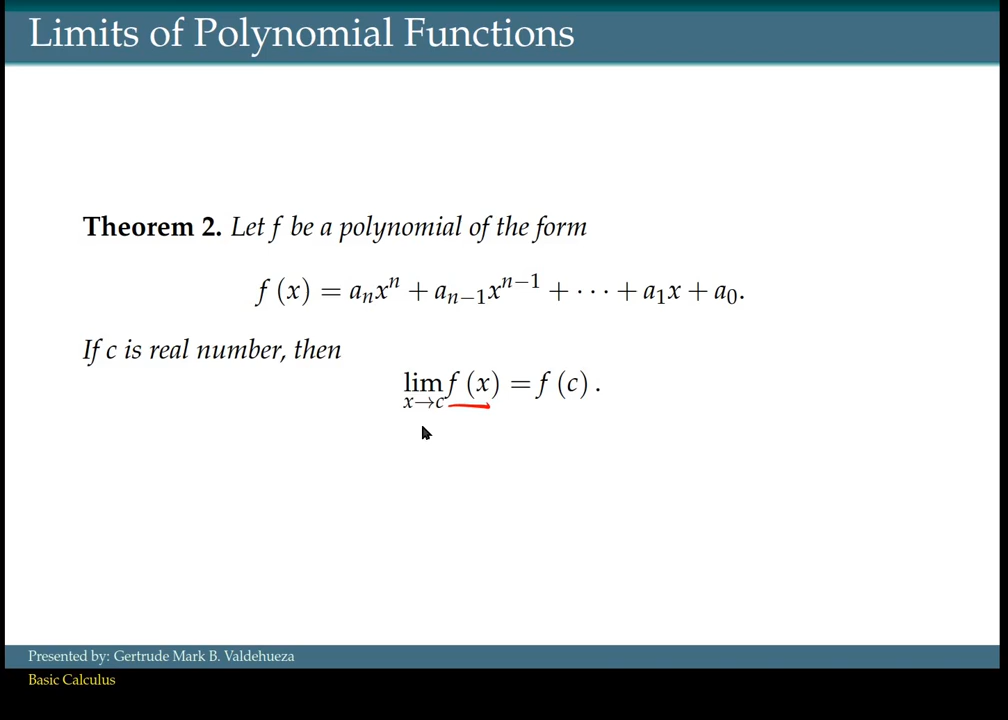 Limits of Polynomial Functions
Theorem 2. Let f be a polynomial of the form
f (x) = aₙxⁿ + aₙ₋₁xⁿ⁻¹ + · · · + a₁x + a₀.
If c is real number, then
lim f (x) = f (c) .
x→c
Presented by: Gertrude Mark B. Valdehueza
Basic Calculus